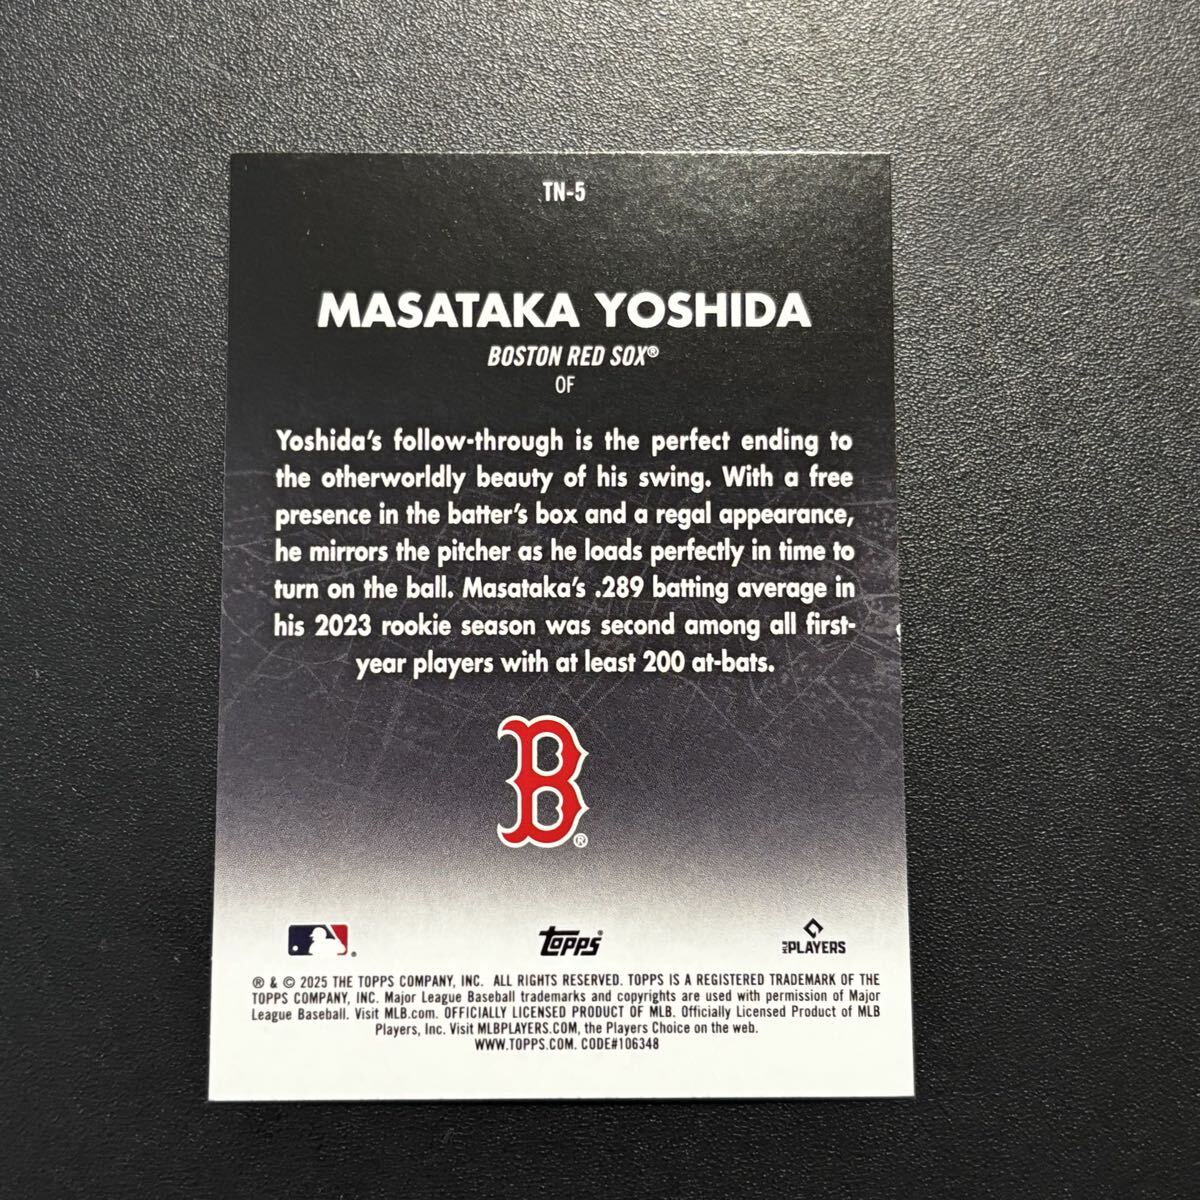 TN-5
MASATAKA YOSHIDA
BOSTON RED SOX®
OF
Yoshida's follow-through is the perfect ending to
the otherworldly beauty of his swing. With a free
presence in the batter's box and a regal appearance,
he mirrors the pitcher as he loads perfectly in time to
turn on the ball. Masataka's .289 batting average in
his 2023 rookie season was second among all first-
year players with at least 200 at-bats.
B®
topps® PLAYERS
® & © 2025 THE TOPPS COMPANY, INC. ALL RIGHTS RESERVED. TOPPS IS A REGISTERED TRADEMARK OF THE
TOPPS COMPANY, INC. Major League Baseball trademarks and copyrights are used with permission of Major
League Baseball. Visit MLB.com. OFFICIALLY LICENSED PRODUCT OF MLB. Officially Licensed Product of MLB
Players, Inc. Visit MLBPLAYERS.COM, the Players Choice on the web.
WWW.TOPPS.COM. CODE#106348